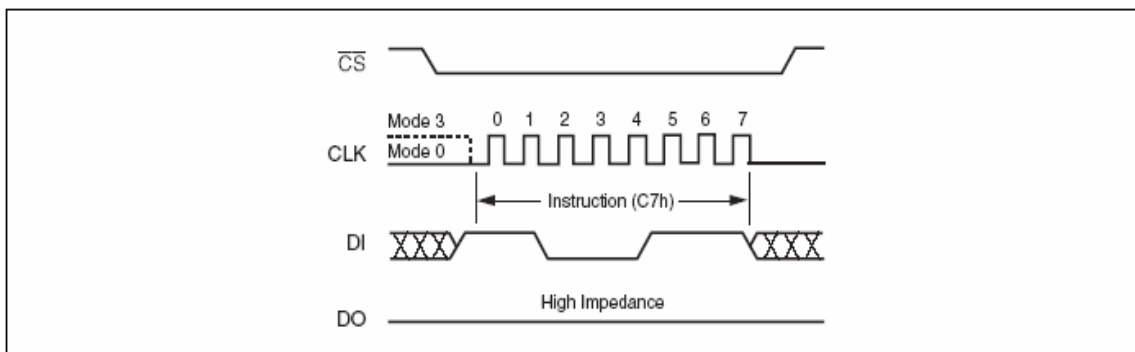 CS
Mode 3
0 1 2 3 4 5 6 7
CLK
Mode 0
Instruction (C7h)
DI
High Impedance
DO